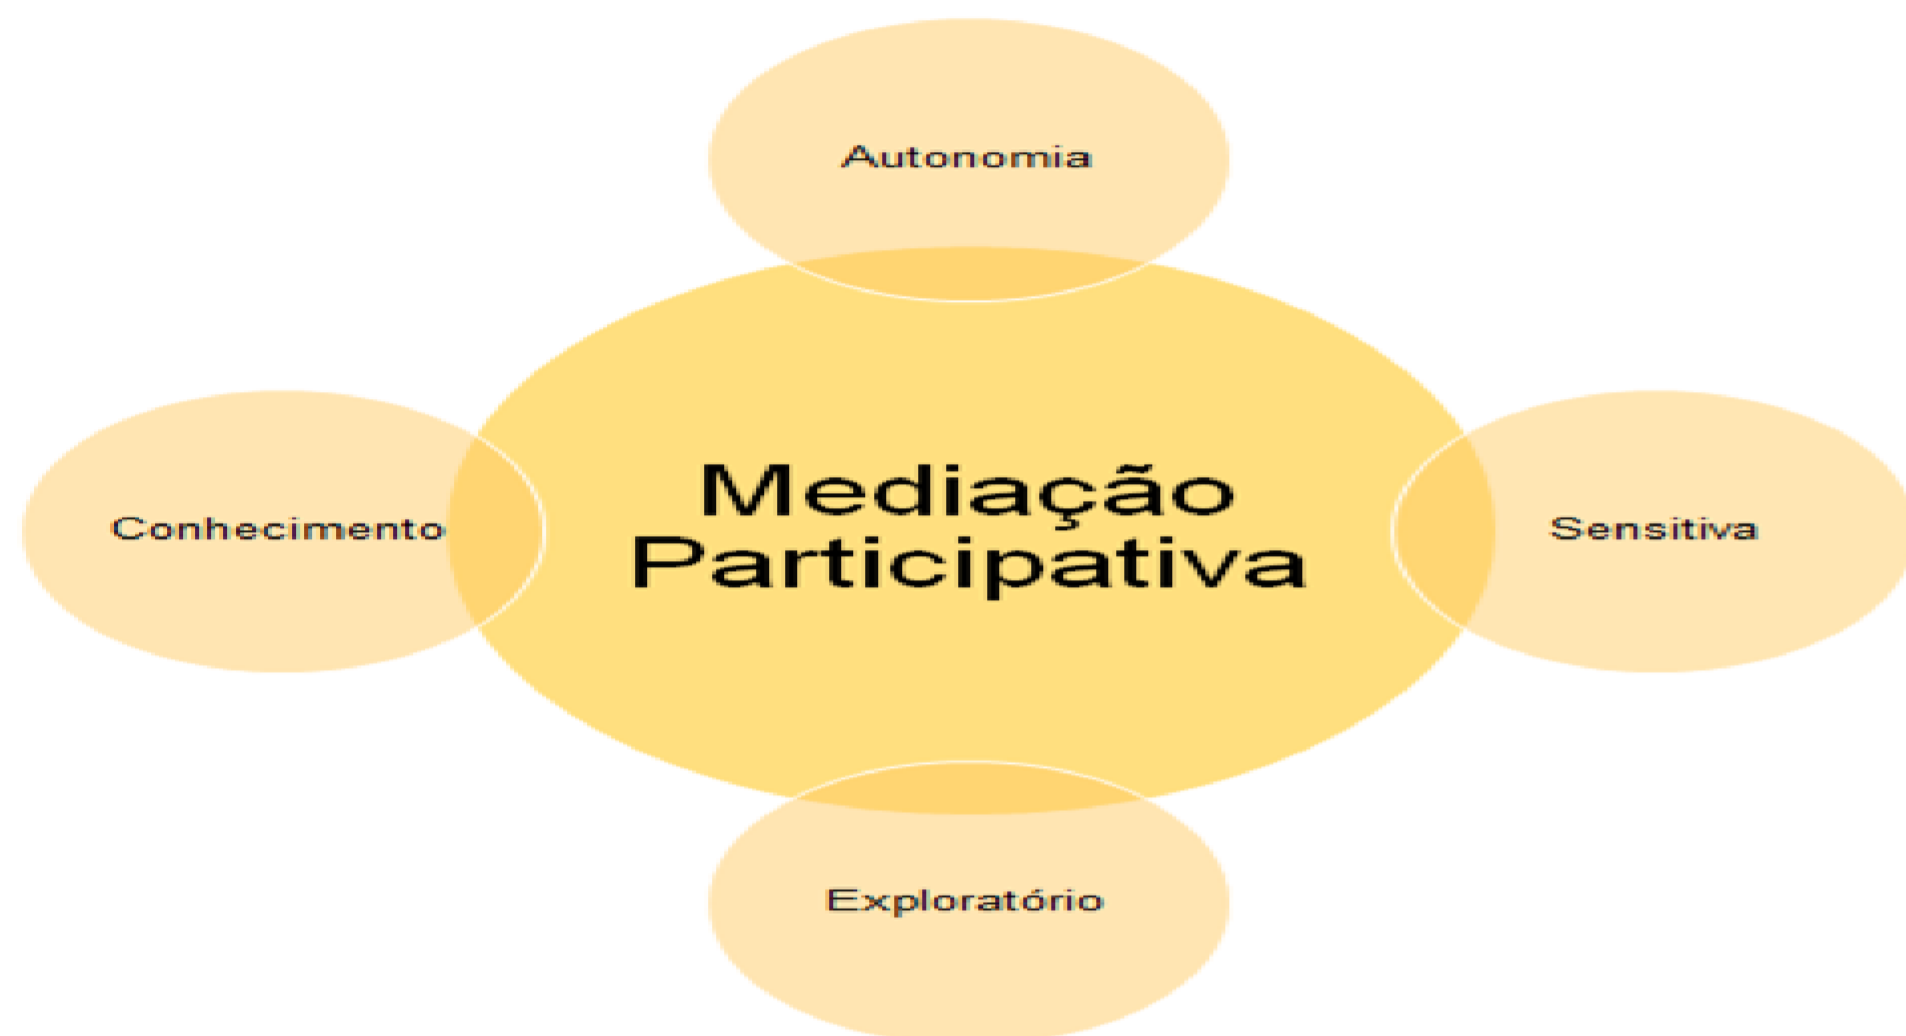 Autonomia
Conhecimento
Mediação
Participativa
Sensitiva
Exploratório